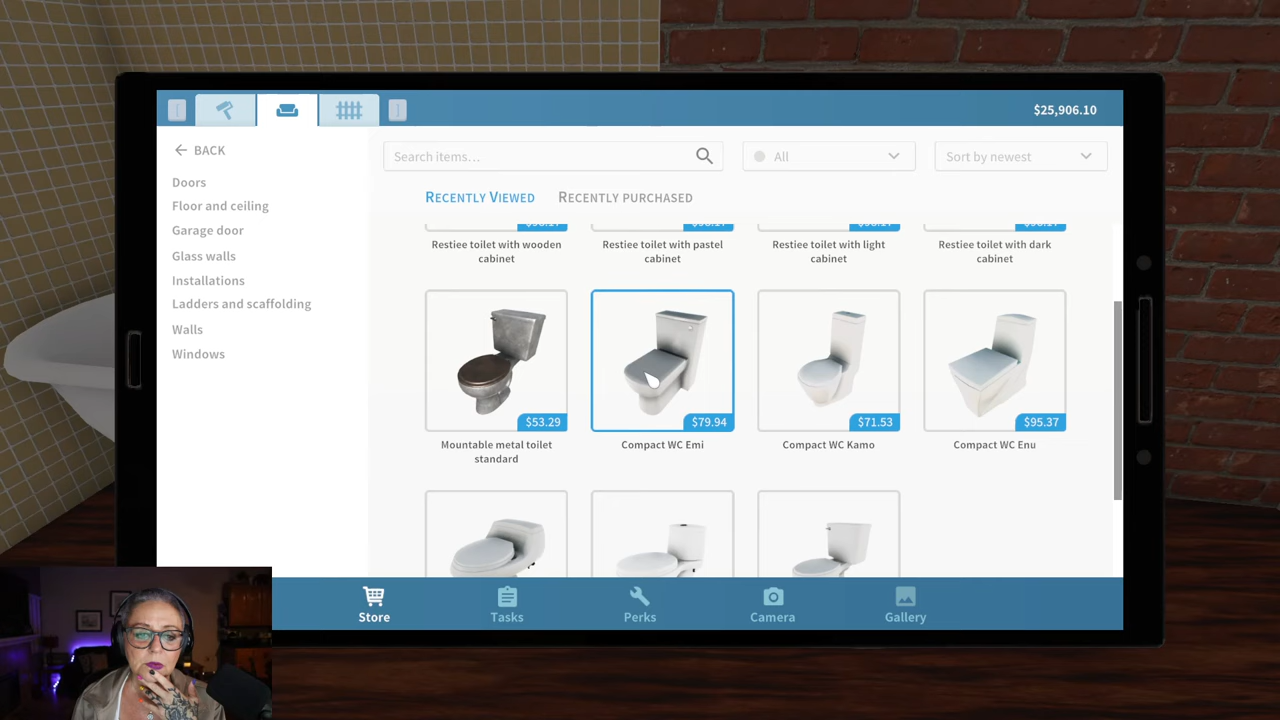 $25,906.10
BACK
Search items...
All
Sort by newest
Doors
Floor and ceiling
Garage door
Glass walls
Installations
Ladders and scaffolding
Walls
Windows
RECENTLY VIEWED
RECENTLY PURCHASED
Restiee toilet with wooden
cabinet
Restiee toilet with pastel
cabinet
Restiee toilet with light
cabinet
Restiee toilet with dark
cabinet
$53.29
$79.94
$71.53
$95.37
Mountable metal toilet
standard
Compact WC Emi
Compact WC Kamo
Compact WC Enu
Store
Tasks
Perks
Camera
Gallery